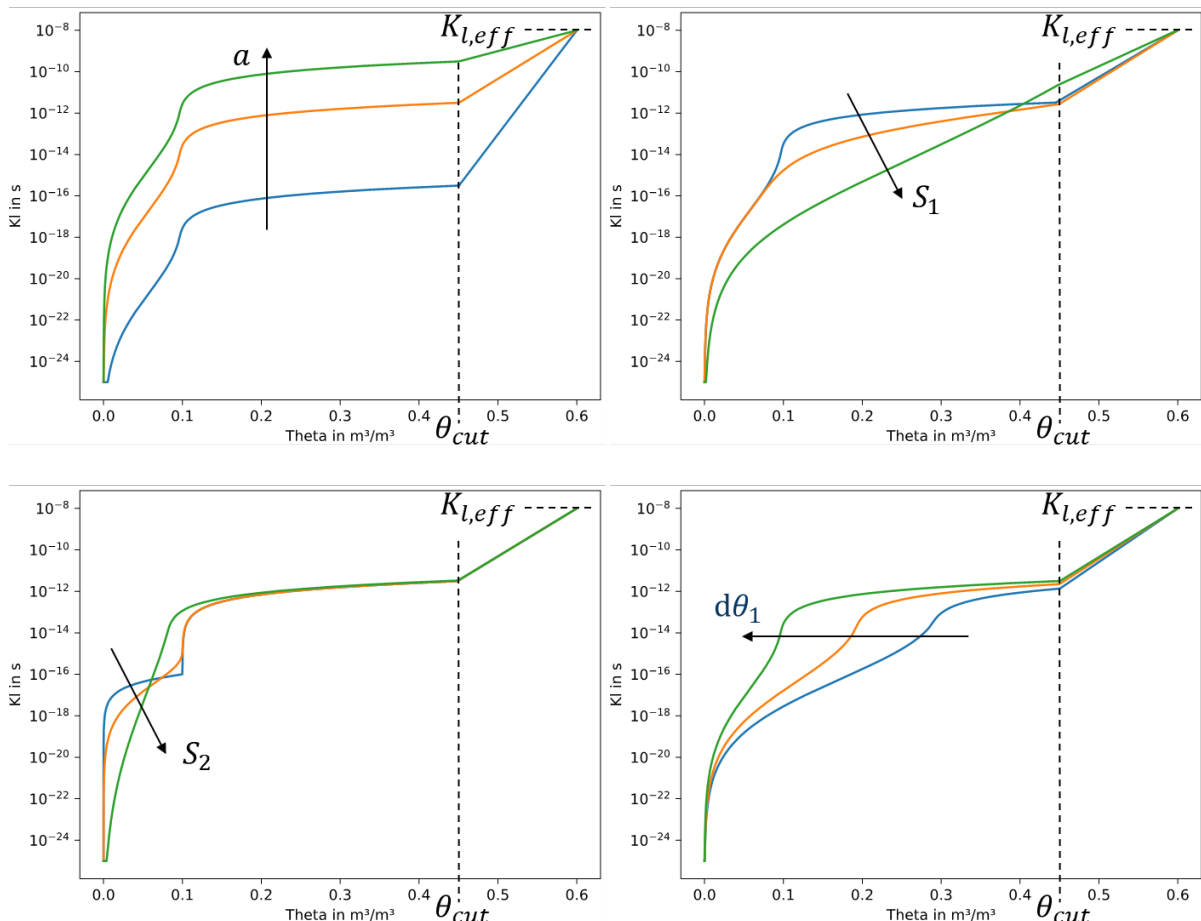 K_{l,eff}
a
10^{-8}
10^{-10}
10^{-12}
10^{-14}
10^{-16}
10^{-18}
10^{-20}
10^{-22}
10^{-24}
Kl in s
0.0 0.1 0.2 0.3 0.4 0.5 0.6
Theta in m³/m³
θ_{cut}
K_{l,eff}
S_1
10^{-8}
10^{-10}
10^{-12}
10^{-14}
10^{-16}
10^{-18}
10^{-20}
10^{-22}
10^{-24}
Kl in s
0.0 0.1 0.2 0.3 0.4 0.5 0.6
Theta in m³/m³
θ_{cut}
K_{l,eff}
S_2
10^{-8}
10^{-10}
10^{-12}
10^{-14}
10^{-16}
10^{-18}
10^{-20}
10^{-22}
10^{-24}
Kl in s
0.0 0.1 0.2 0.3 0.4 0.5 0.6
Theta in m³/m³
θ_{cut}
K_{l,eff}
dθ_1
10^{-8}
10^{-10}
10^{-12}
10^{-14}
10^{-16}
10^{-18}
10^{-20}
10^{-22}
10^{-24}
Kl in s
0.0 0.1 0.2 0.3 0.4 0.5 0.6
Theta in m³/m³
θ_{cut}